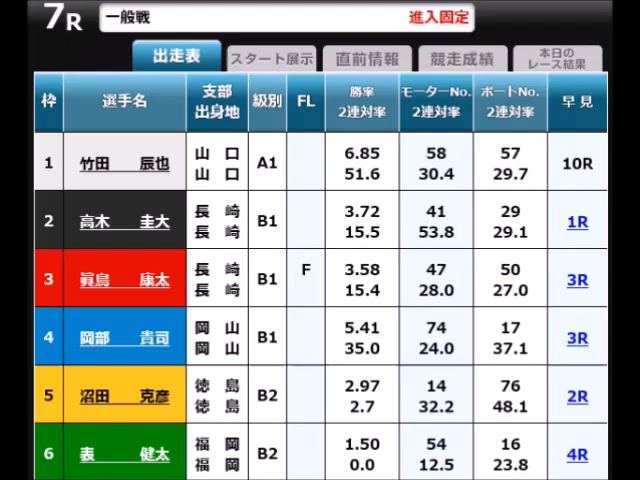 7R 一般戦 進入固定
出走表 スタート展示 直前情報 競走成績 本日の
レース結果
枠 選手名 支部 級別 FL 勝率 モーターNo. ボートNo. 早見
出身地 2連対率 2連対率 2連対率
1 竹田 辰也 山口 A1 6.85 58 57 10R
山口 51.6 30.4 29.7
2 高木 圭大 長崎 B1 3.72 41 29 1R
長崎 15.5 53.8 29.1
3 眞鳥 康太 長崎 B1 F 3.58 47 50 3R
長崎 15.4 28.0 27.0
4 岡部 貴司 岡山 B1 5.41 74 17 3R
岡山 35.0 24.0 37.1
5 沼田 克彦 徳島 B2 2.97 14 76 2R
徳島 2.7 32.2 48.1
6 表 健太 福岡 B2 1.50 54 16 4R
福岡 0.0 12.5 23.8